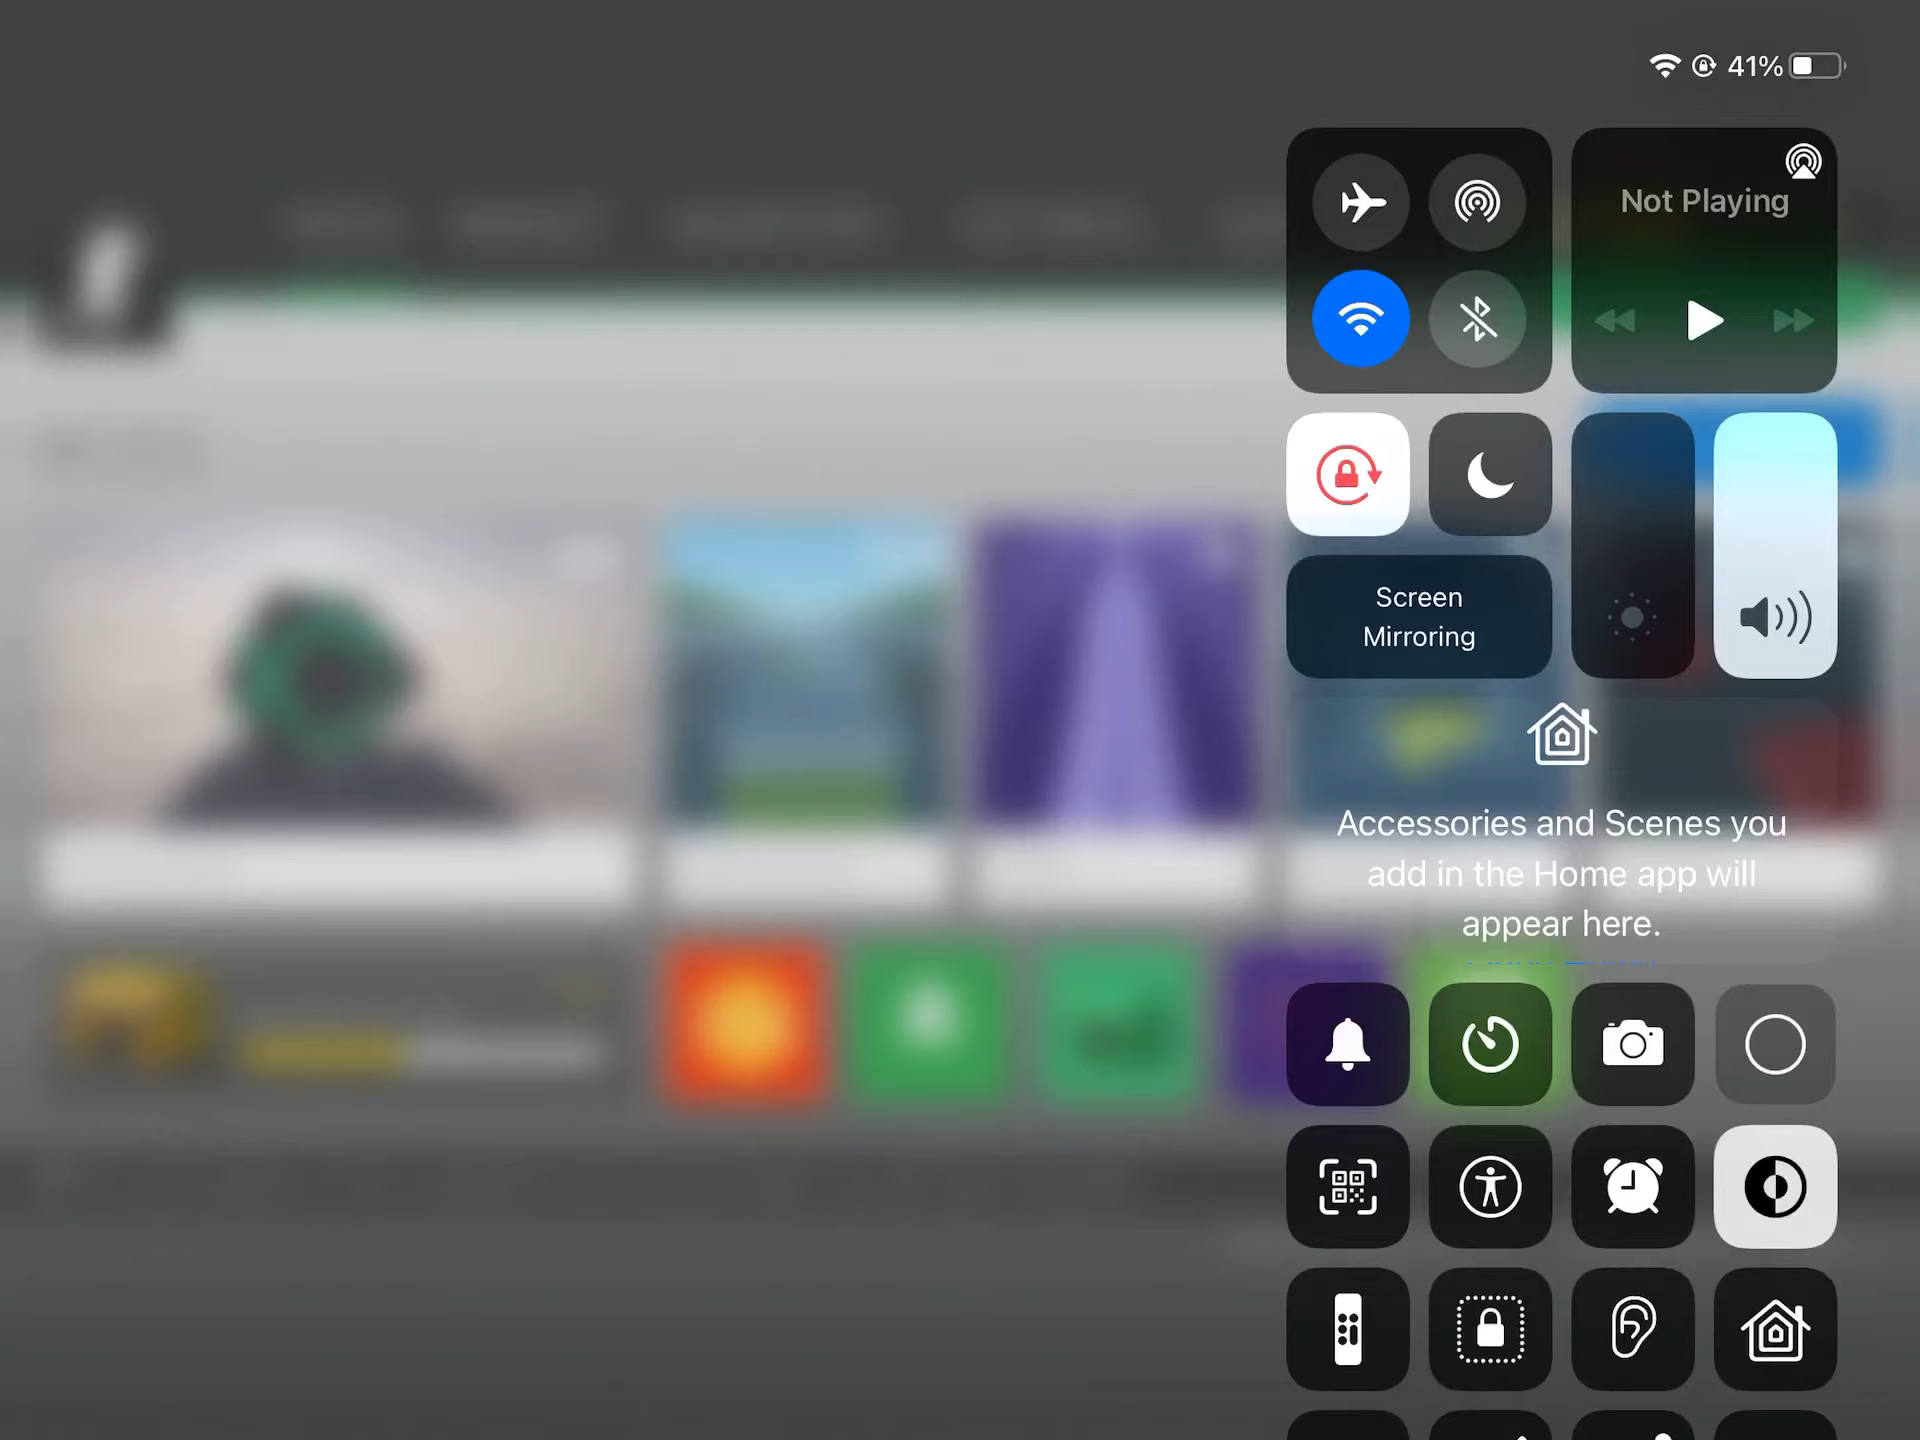 41%
Not Playing
Screen
Mirroring
Accessories and Scenes you
add in the Home app will
appear here.